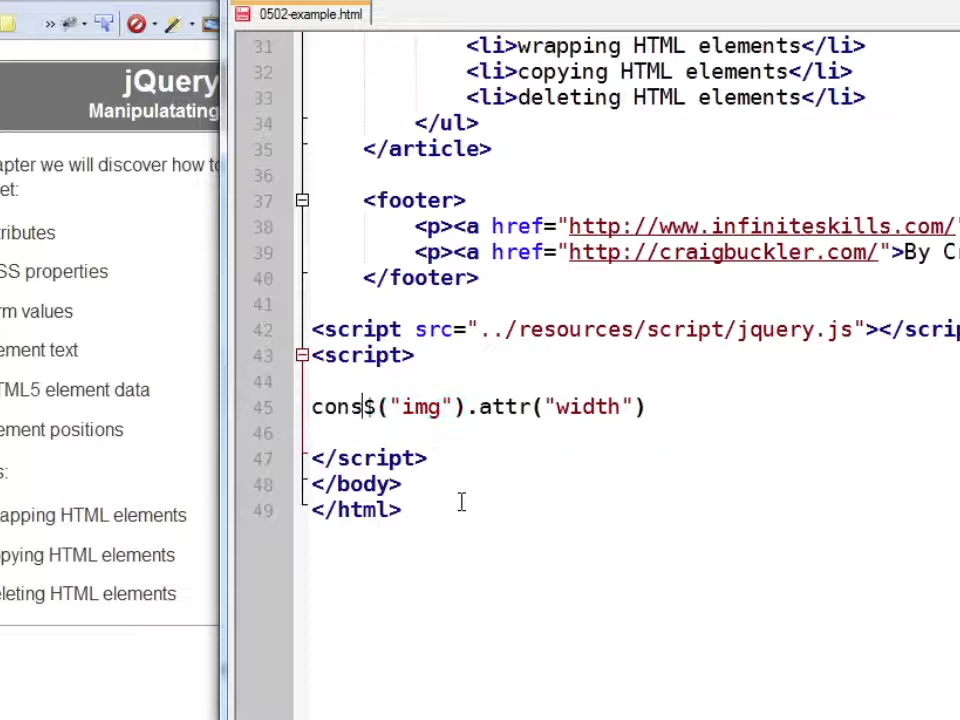 0502-example.html
jQuery
Manipulatating
apter we will discover how to
et:
ributes
SS properties
rm values
ement text
TML5 element data
ement positions
s:
apping HTML elements
opying HTML elements
eleting HTML elements
31 <li>wrapping HTML elements</li>
32 <li>copying HTML elements</li>
33 <li>deleting HTML elements</li>
34 </ul>
35 </article>
36
37 <footer>
38 <p><a href="http://www.infiniteskills.com/"
39 <p><a href="http://craigbuckler.com/">By Cr
40 </footer>
41
42 <script src="../resources/script/jquery.js"></scrip
43 <script>
44
45 cons$("img").attr("width")
46
47 </script>
48 </body>
49 </html>